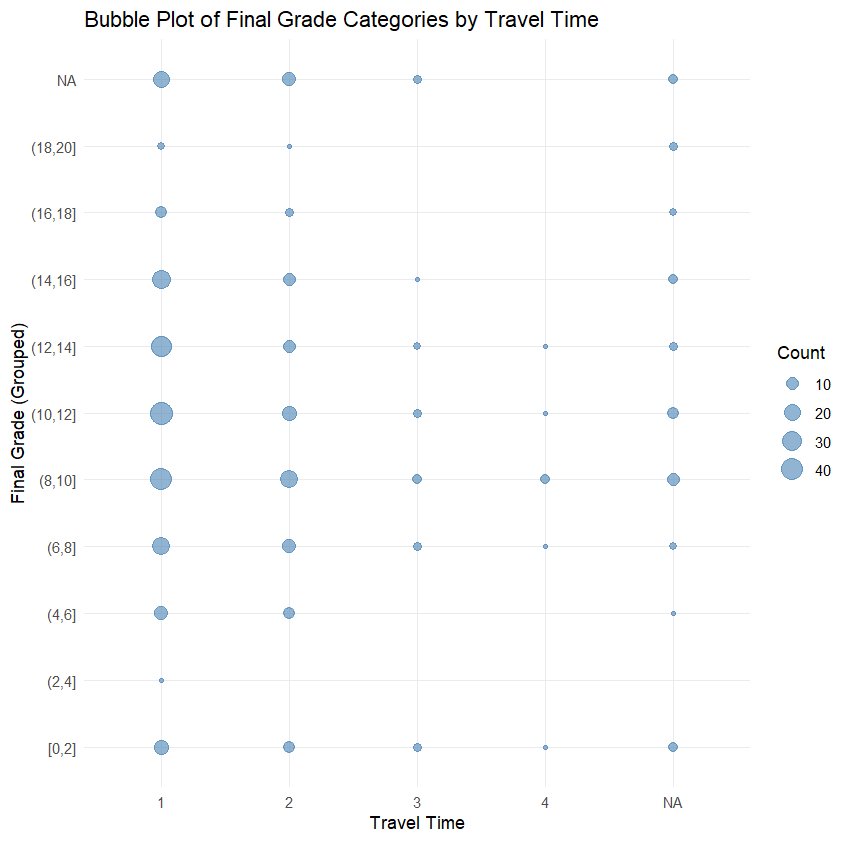 Bubble Plot of Final Grade Categories by Travel Time
Final Grade (Grouped)
NA
(18,20]
(16,18]
(14,16]
(12,14]
(10,12]
(8,10]
(6,8]
(4,6]
(2,4]
[0,2]
1 2 3 4 NA
Travel Time
Count
10
20
30
40